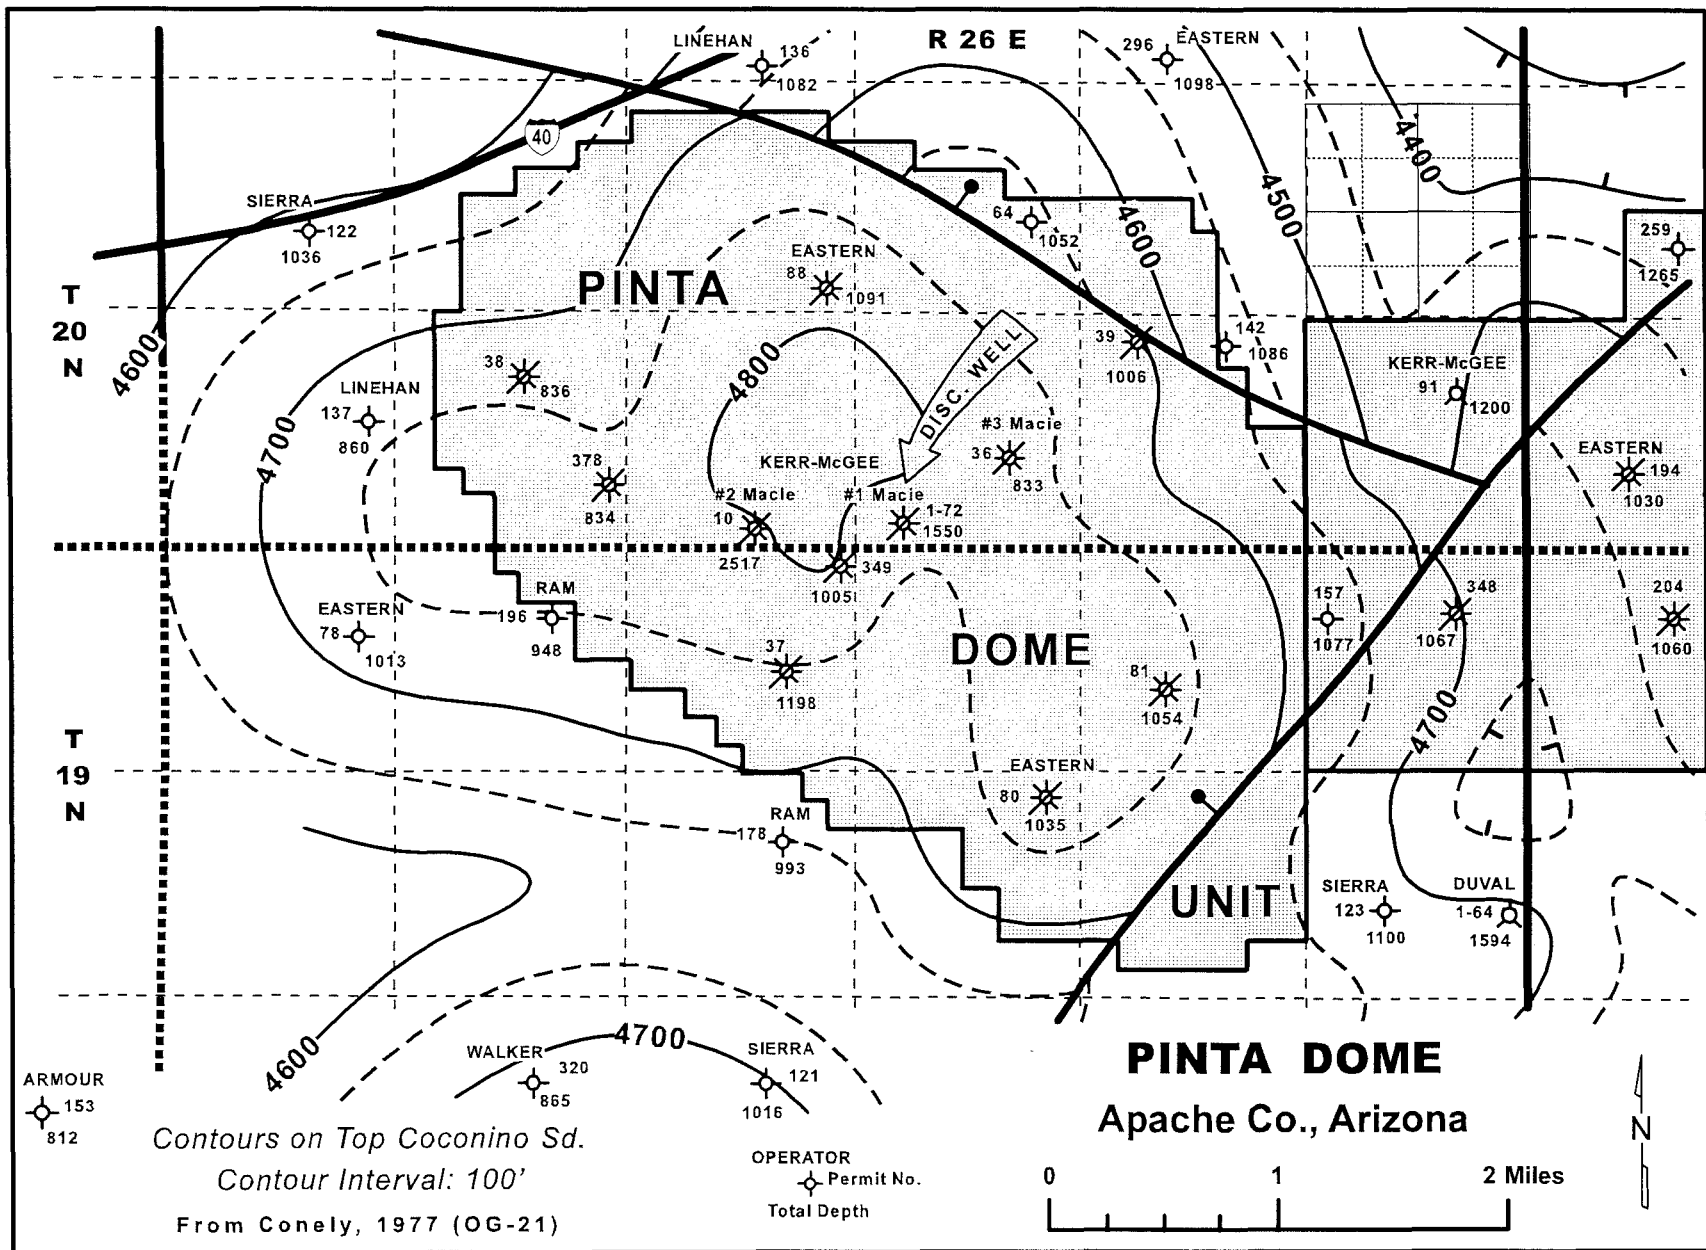 LINEHAN
136
1082
R 26 E
296
EASTERN
1098
40
4400
SIERRA
122
1036
4500
4600
64
1052
259
1265
EASTERN
88
1091
PINTA
T
20
N
4600
39
1006
142
1086
DISC. WELL
4800
38
836
KERR-McGEE
91
1200
LINEHAN
137
860
4700
#3 Macie
36
833
EASTERN
194
1030
378
834
KERR-McGEE
#2 Macie
10
2517
#1 Macie
1-72
1550
349
1005
RAM
196
948
EASTERN
78
1013
157
1077
348
1067
204
1060
DOME
37
1198
81
1054
4700
T
19
N
EASTERN
80
1035
RAM
178
993
UNIT
SIERRA
123
1100
DUVAL
1-64
1594
4600
4700
WALKER
320
865
SIERRA
121
1016
ARMOUR
153
812
PINTA DOME
Apache Co., Arizona
N
Contours on Top Coconino Sd.
Contour Interval: 100'
From Conely, 1977 (OG-21)
OPERATOR
Permit No.
Total Depth
0 1 2 Miles